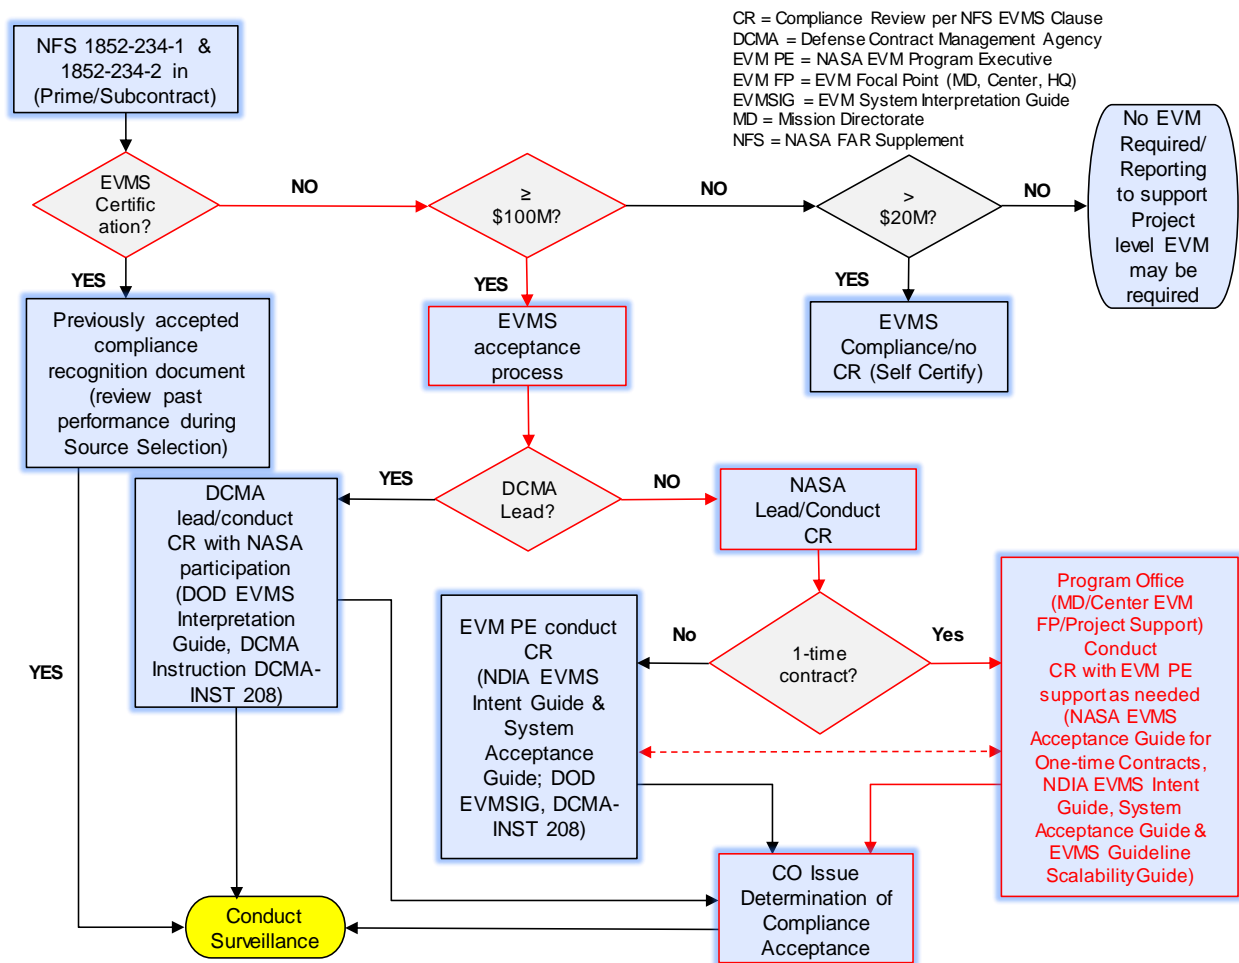 CR = Compliance Review per NFS EVMS Clause
DCMA = Defense Contract Management Agency
EVM PE = NASA EVM Program Executive
EVM FP = EVM Focal Point (MD, Center, HQ)
EVMSIG = EVM System Interpretation Guide
MD = Mission Directorate
NFS = NASA FAR Supplement
NFS 1852-234-1 &
1852-234-2 in
(Prime/Subcontract)
EVMS
Certific
ation?
NO
≥
$100M?
NO
>
$20M?
NO
No EVM
Required/
Reporting
to support
Project
level EVM
may be
required
YES
YES
YES
Previously accepted
compliance
recognition document
(review past
performance during
Source Selection)
EVMS
acceptance
process
EVMS
Compliance/no
CR (Self Certify)
YES
DCMA
Lead?
NO
NASA
Lead/Conduct
CR
DCMA
lead/conduct
CR with NASA
participation
(DOD EVMS
Interpretation
Guide, DCMA
Instruction DCMA-
INST 208)
YES
EVM PE conduct
CR
(NDIA EVMS
Intent Guide &
System
Acceptance
Guide; DOD
EVMSIG, DCMA-
INST 208)
No
1-time
contract?
Yes
Program Office
(MD/Center EVM
FP/Project Support)
Conduct
CR with EVM PE
support as needed
(NASA EVMS
Acceptance Guide for
One-time Contracts,
NDIA EVMS Intent
Guide, System
Acceptance Guide &
EVMS Guideline
Scalability Guide)
CO Issue
Determination of
Compliance
Acceptance
Conduct
Surveillance